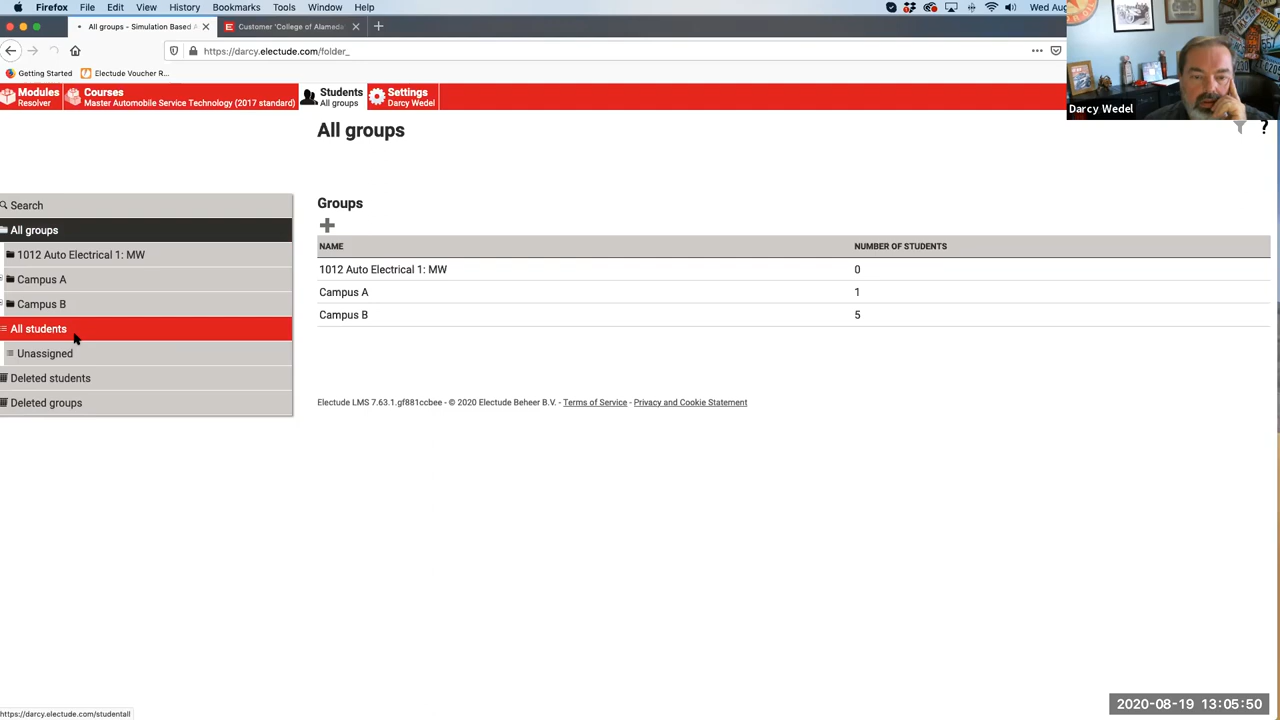 Firefox File Edit View History Bookmarks Tools Window Help
Wed Aug
All groups - Simulation Based A
Customer 'College of Alameda
https://darcy.electude.com/folder_
Getting Started
Electude Voucher R...
Modules
Resolver
Courses
Master Automobile Service Technology (2017 standard)
Students
All groups
Settings
Darcy Wedel
Darcy Wedel
All groups
?
Search
All groups
1012 Auto Electrical 1: MW
Campus A
Campus B
All students
Unassigned
Deleted students
Deleted groups
Groups
NAME NUMBER OF STUDENTS
1012 Auto Electrical 1: MW 0
Campus A 1
Campus B 5
Electude LMS 7.63.1.gf881ccbee - © 2020 Electude Beheer B.V. - Terms of Service - Privacy and Cookie Statement
2020-08-19 13:05:50
https://darcy.electude.com/studentall